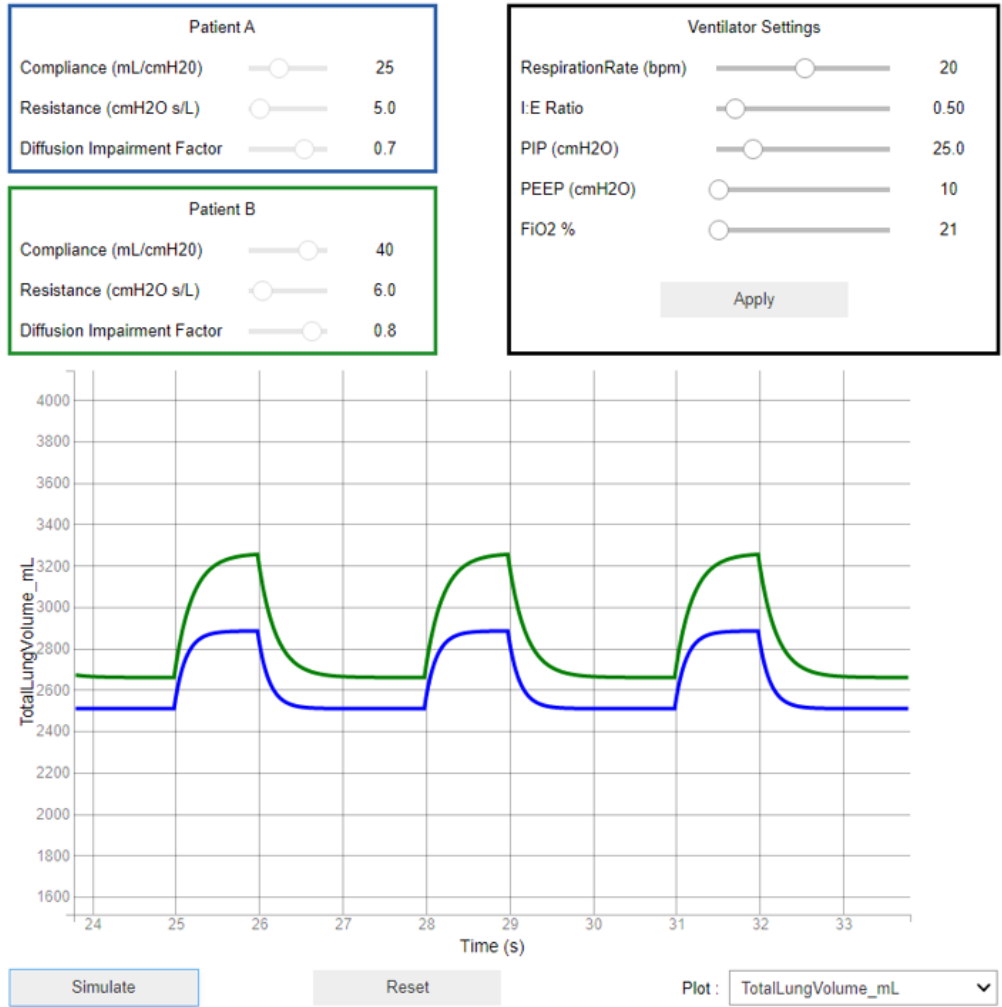 Patient A
Compliance (mL/cmH20) 25
Resistance (cmH2O s/L) 5.0
Diffusion Impairment Factor 0.7
Patient B
Compliance (mL/cmH20) 40
Resistance (cmH2O s/L) 6.0
Diffusion Impairment Factor 0.8
Ventilator Settings
RespirationRate (bpm) 20
I:E Ratio 0.50
PIP (cmH2O) 25.0
PEEP (cmH2O) 10
FiO2 % 21
Apply
TotalLungVolume_mL
4000
3800
3600
3400
3200
3000
2800
2600
2400
2200
2000
1800
1600
24 25 26 27 28 29 30 31 32 33
Time (s)
Simulate Reset Plot : TotalLungVolume_mL